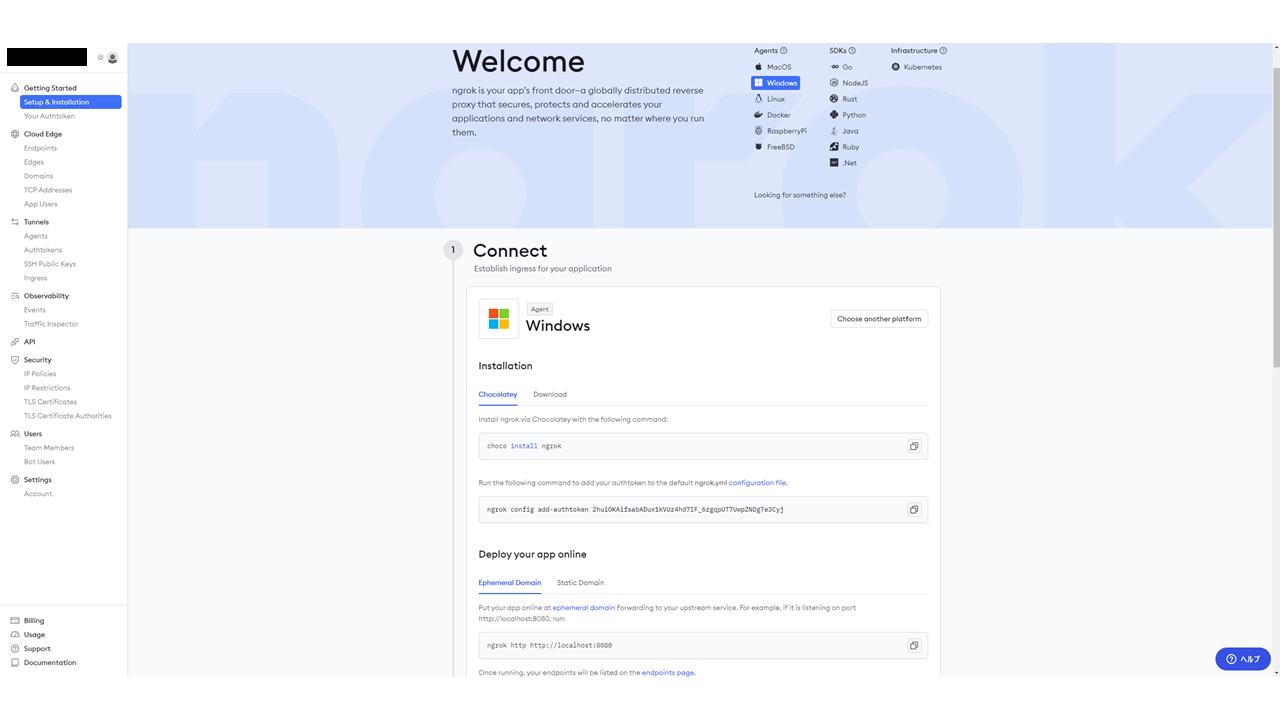 Getting Started
Setup & Installation
Your Authtoken
Cloud Edge
Endpoints
Edges
Domains
TCP Addresses
App Users
Tunnels
Agents
Authtokens
SSH Public Keys
Ingress
Observability
Events
Traffic Inspector
API
Security
IP Policies
IP Restrictions
TLS Certificates
TLS Certificate Authorities
Users
Team Members
Bot Users
Settings
Account
Billing
Usage
Support
Documentation
ngrok
Welcome
ngrok is your app's front door—a globally distributed reverse
proxy that secures, protects and accelerates your
applications and network services, no matter where you run
them.
Agents
MacOS
Windows
Linux
Docker
RaspberryPi
FreeBSD
SDKs
Go
NodeJS
Rust
Python
Java
Ruby
.Net
Infrastructure
Kubernetes
Looking for something else?
1
Connect
Establish ingress for your application
Agent
Windows
Choose another platform
Installation
Chocolatey Download
Install ngrok via Chocolatey with the following command:
choco install ngrok
Run the following command to add your authtoken to the default ngrok.yml configuration file.
ngrok config add-authtoken 2huiOKAifsabADux1kVUz4hd7IF_6zgqpUT7UwpZNDgTe3Cyj
Deploy your app online
Ephemeral Domain Static Domain
Put your app online at ephemeral domain Forwarding to your upstream service. For example, if it is listening on port
http://localhost:8080, run:
ngrok http http://localhost:8080
Once running, your endpoints will be listed on the endpoints page.
ヘルプ